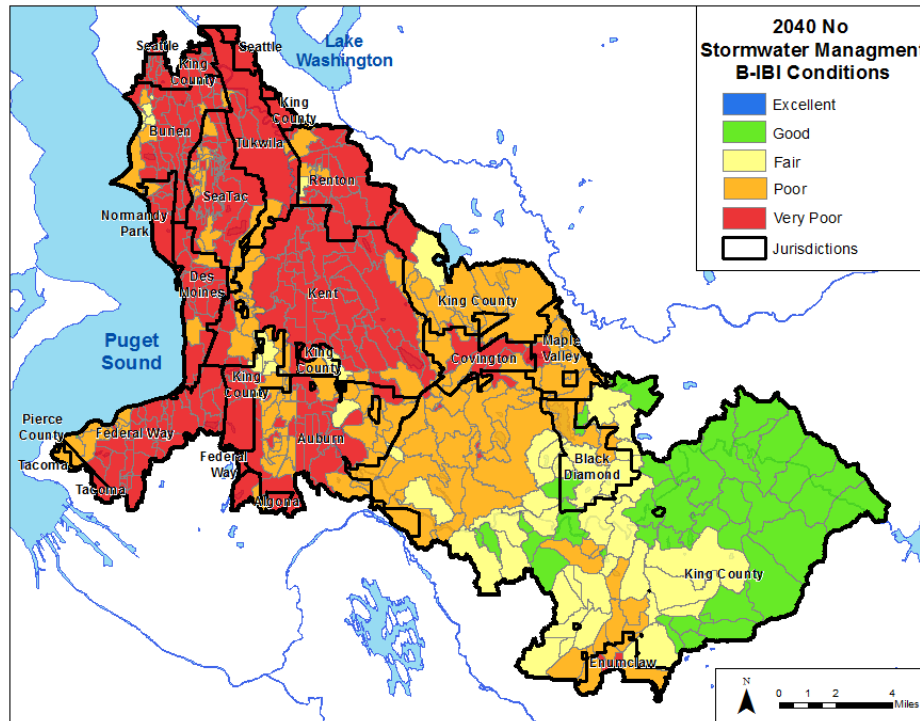 2040 No
Stormwater Managment
B-IBI Conditions
Excellent
Good
Fair
Poor
Very Poor
Jurisdictions
Lake
Washington
Seattle
Seattle
King
County
King
County
Burien
Tukwila
Renton
SeaTac
Normandy
Park
Des
Moines
Kent
King County
Puget
Sound
Maple
Valley
Covington
King
County
King
County
Pierce
County
Federal Way
Auburn
Tacoma
Federal
Way
Black
Diamond
Tacoma
Algona
King County
Enumclaw
N
0 1 2 4
Miles